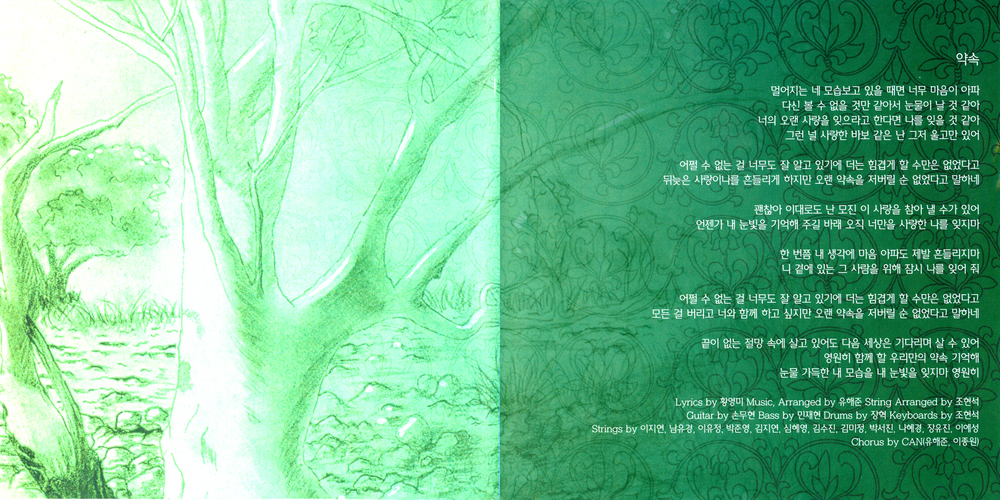 약속
멀어지는 네 모습보고 있을 때면 너무 마음이 아파
다신 볼 수 없을 것만 같아서 눈물이 날 것 같아
너의 오랜 사랑을 잊으라고 한다면 나를 잊을 것 같아
그런 널 사랑한 바보 같은 난 그저 울고만 있어
어쩔 수 없는 걸 너무도 잘 알고 있기에 더는 힘겹게 할 수만은 없었다고
뒤늦은 사랑이나를 흔들리게 하지만 오랜 약속을 저버릴 순 없었다고 말하네
괜찮아 이대로도 난 모진 이 사랑을 참아 낼 수가 있어
언젠가 내 눈빛을 기억해 주길 바래 오직 너만을 사랑한 나를 잊지마
한 번쯤 내 생각에 마음 아파도 제발 흔들리지마
니 곁에 있는 그 사람을 위해 잠시 나를 잊어 줘
어쩔 수 없는 걸 너무도 잘 알고 있기에 더는 힘겹게 할 수만은 없었다고
모든 걸 버리고 너와 함께 하고 싶지만 오랜 약속을 저버릴 순 없었다고 말하네
끝이 없는 절망 속에 살고 있어도 다음 세상은 기다리며 살 수 있어
영원히 함께 할 우리만의 약속 기억해
눈물 가득한 내 모습을 내 눈빛을 잊지마 영원히
Lyrics by 황영미 Music, Arranged by 유해준 String Arranged by 조현석
Guitar by 손무현 Bass by 민재현 Drums by 장혁 Keyboards by 조현석
Strings by 이지현, 남유경, 이유정, 박준영, 김지연, 심혜영, 김수진, 김미정, 박서진, 나혜경, 장유진, 이예성
Chorus by CAN(유해준, 이종원)